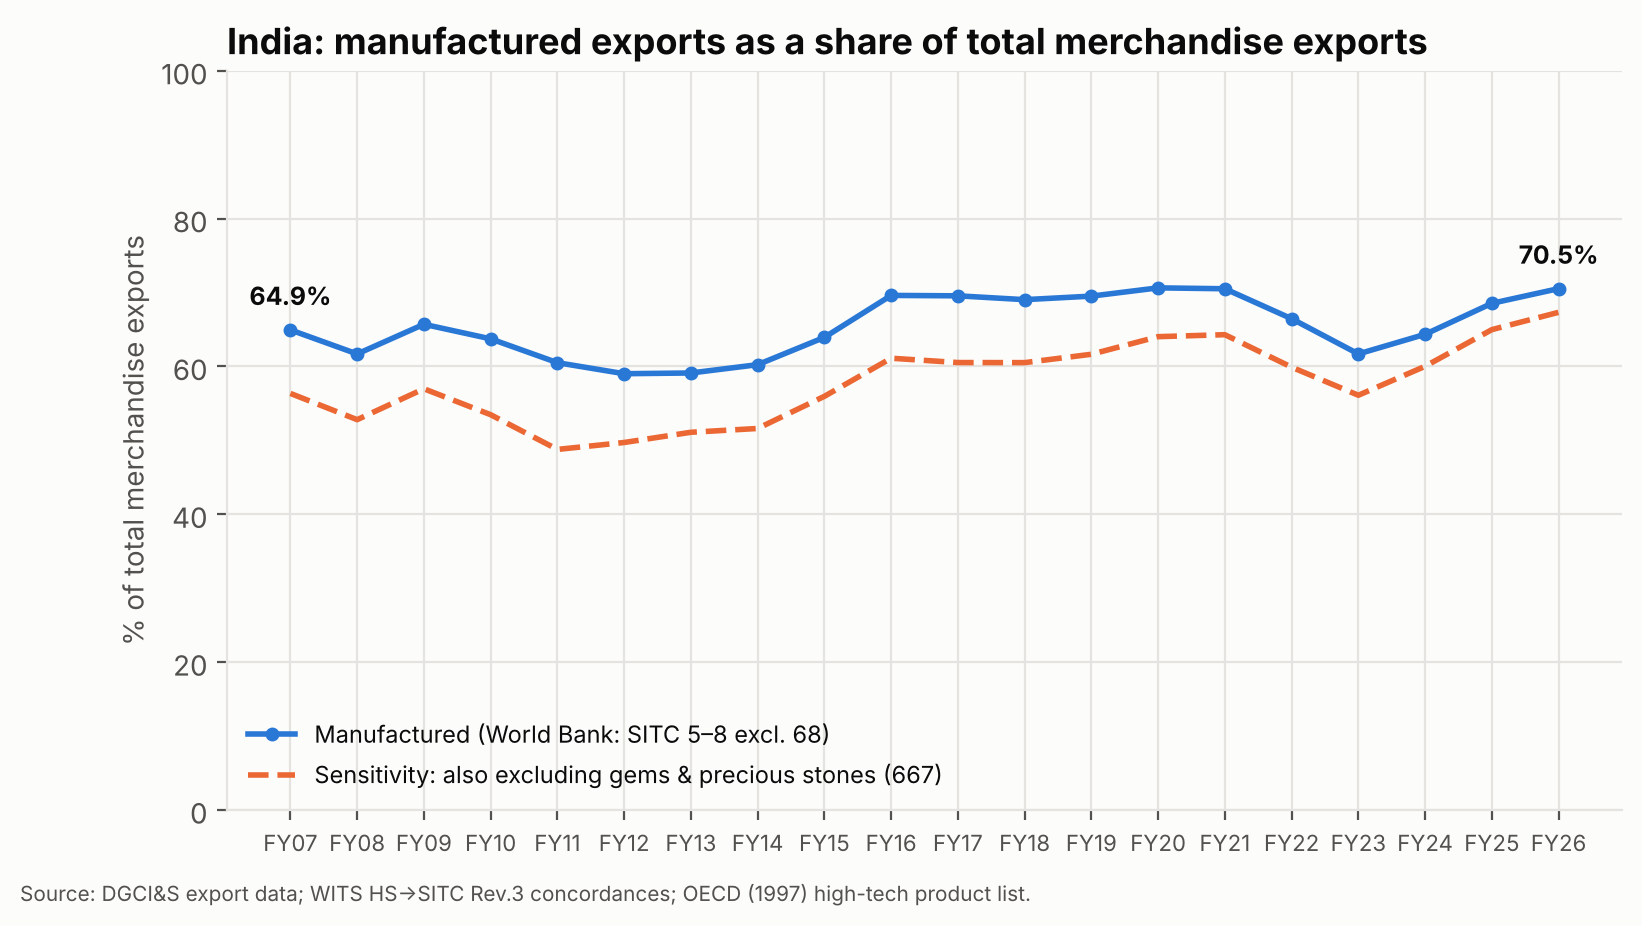 India: manufactured exports as a share of total merchandise exports
% of total merchandise exports
100
80
60
40
20
0
64.9%
70.5%
Manufactured (World Bank: SITC 5–8 excl. 68)
Sensitivity: also excluding gems & precious stones (667)
FY07 FY08 FY09 FY10 FY11 FY12 FY13 FY14 FY15 FY16 FY17 FY18 FY19 FY20 FY21 FY22 FY23 FY24 FY25 FY26
Source: DGCI&S export data; WITS HS→SITC Rev.3 concordances; OECD (1997) high-tech product list.